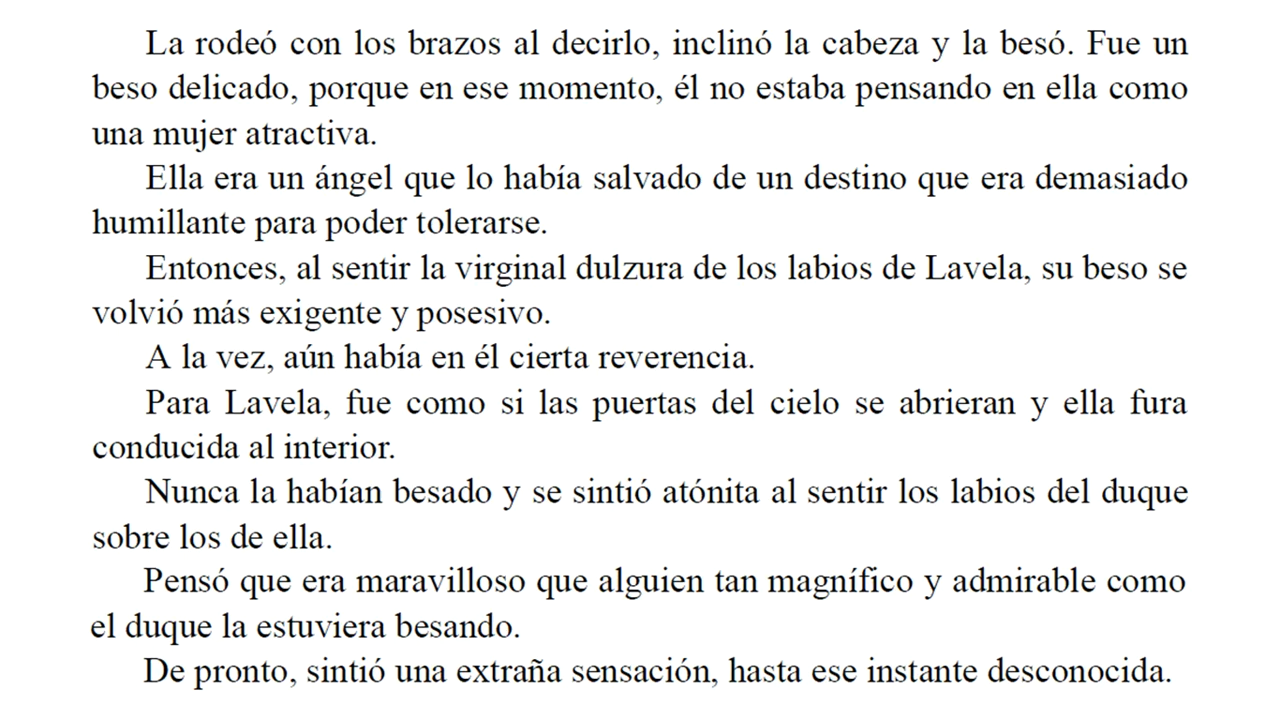 La rodeó con los brazos al decirlo, inclinó la cabeza y la besó. Fue un
beso delicado, porque en ese momento, él no estaba pensando en ella como
una mujer atractiva.
Ella era un ángel que lo había salvado de un destino que era demasiado
humillante para poder tolerarse.
Entonces, al sentir la virginal dulzura de los labios de Lavela, su beso se
volvió más exigente y posesivo.
A la vez, aún había en él cierta reverencia.
Para Lavela, fue como si las puertas del cielo se abrieran y ella fura
conducida al interior.
Nunca la habían besado y se sintió atónita al sentir los labios del duque
sobre los de ella.
Pensó que era maravilloso que alguien tan magnífico y admirable como
el duque la estuviera besando.
De pronto, sintió una extraña sensación, hasta ese instante desconocida.